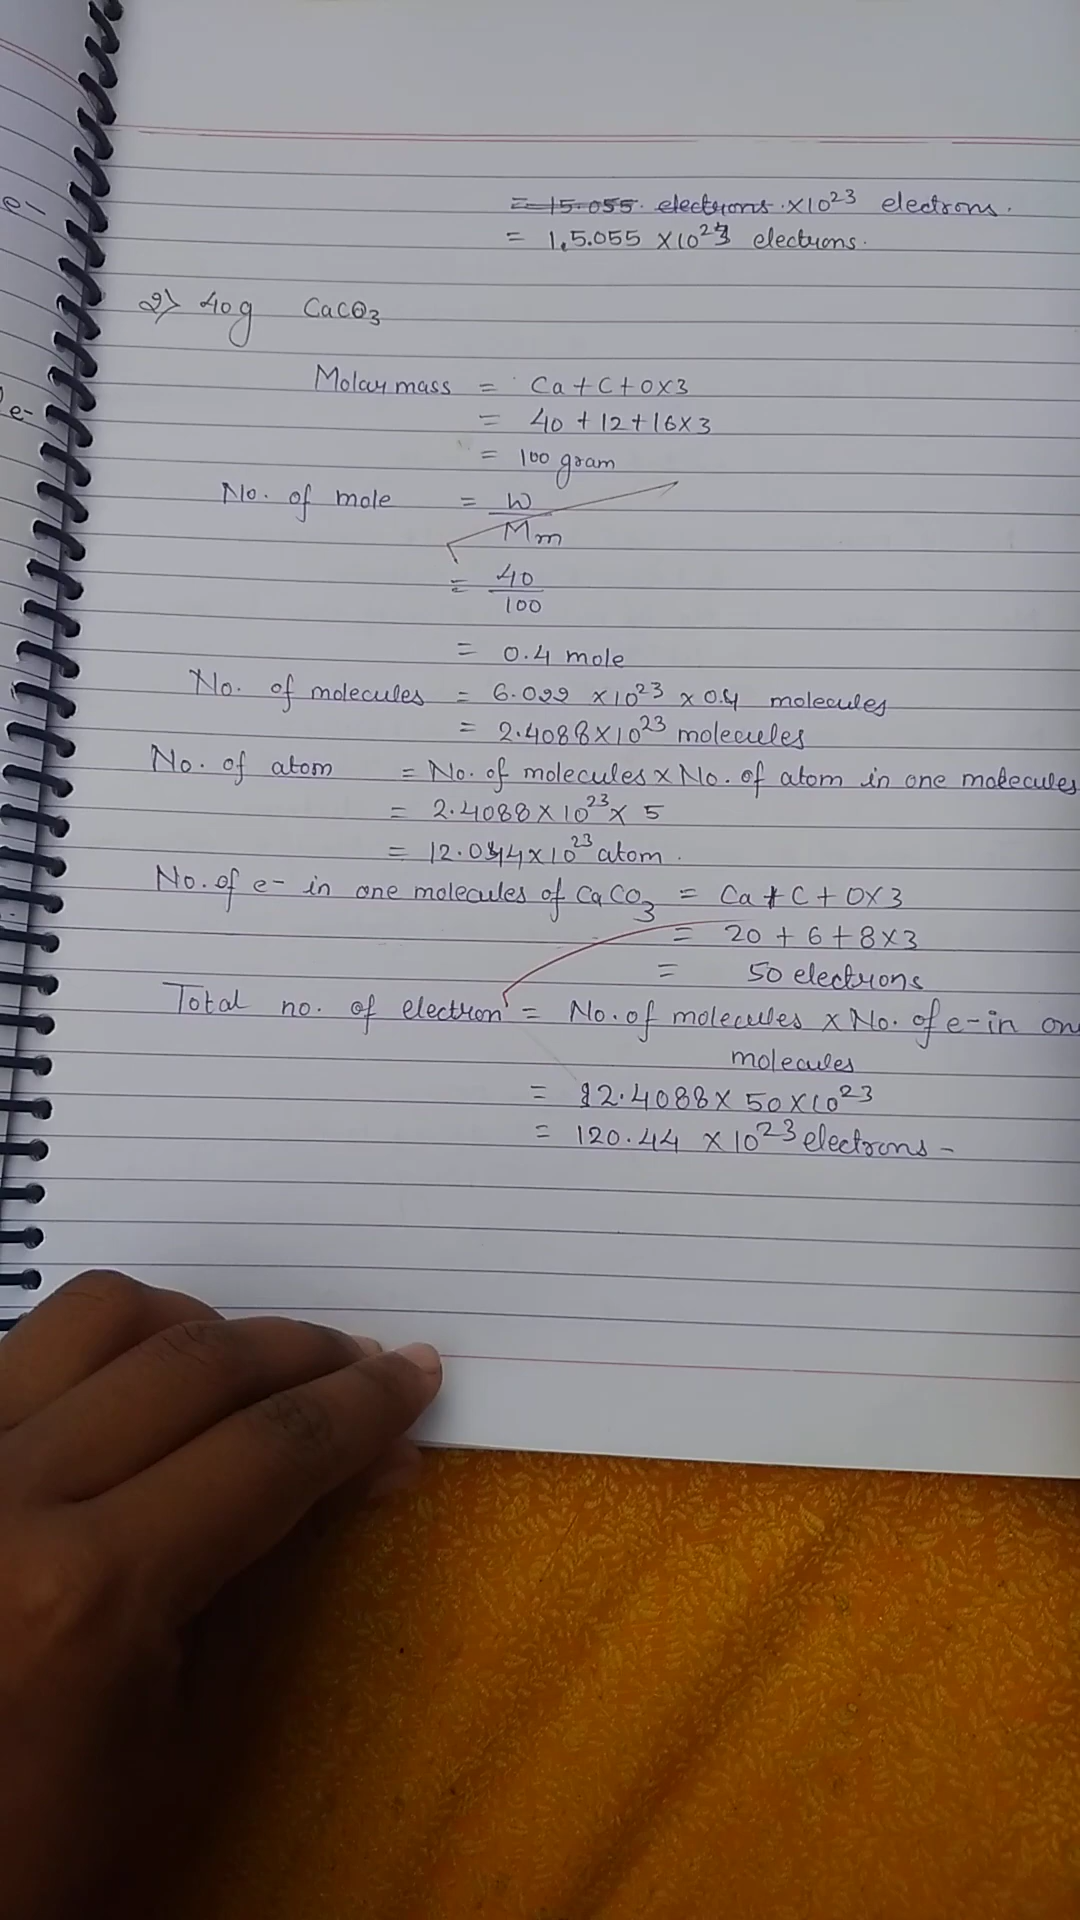 e-
= 15.055. electrons. ×10²³ electrons.
= 1.5.055 ×10²³ electrons.
2) 40g CaCO₃
Molar mass = Ca + C + O×3
= 40 + 12 + 16×3
= 100 gram
e-
No. of mole = W/Mm
= 40/100
= 0.4 mole
No. of molecules = 6.022 ×10²³ × 0.4 molecules
= 2.4088×10²³ molecules
No. of atom = No. of molecules × No. of atom in one molecules
= 2.4088×10²³× 5
= 12.044×10²³ atom.
No. of e- in one molecules of CaCO₃ = Ca + C + O×3
= 20 + 6 + 8×3
= 50 electrons
Total no. of electron = No. of molecules × No. of e- in on
molecules
= 2.4088× 50×10²³
= 120.44 ×10²³ electrons -